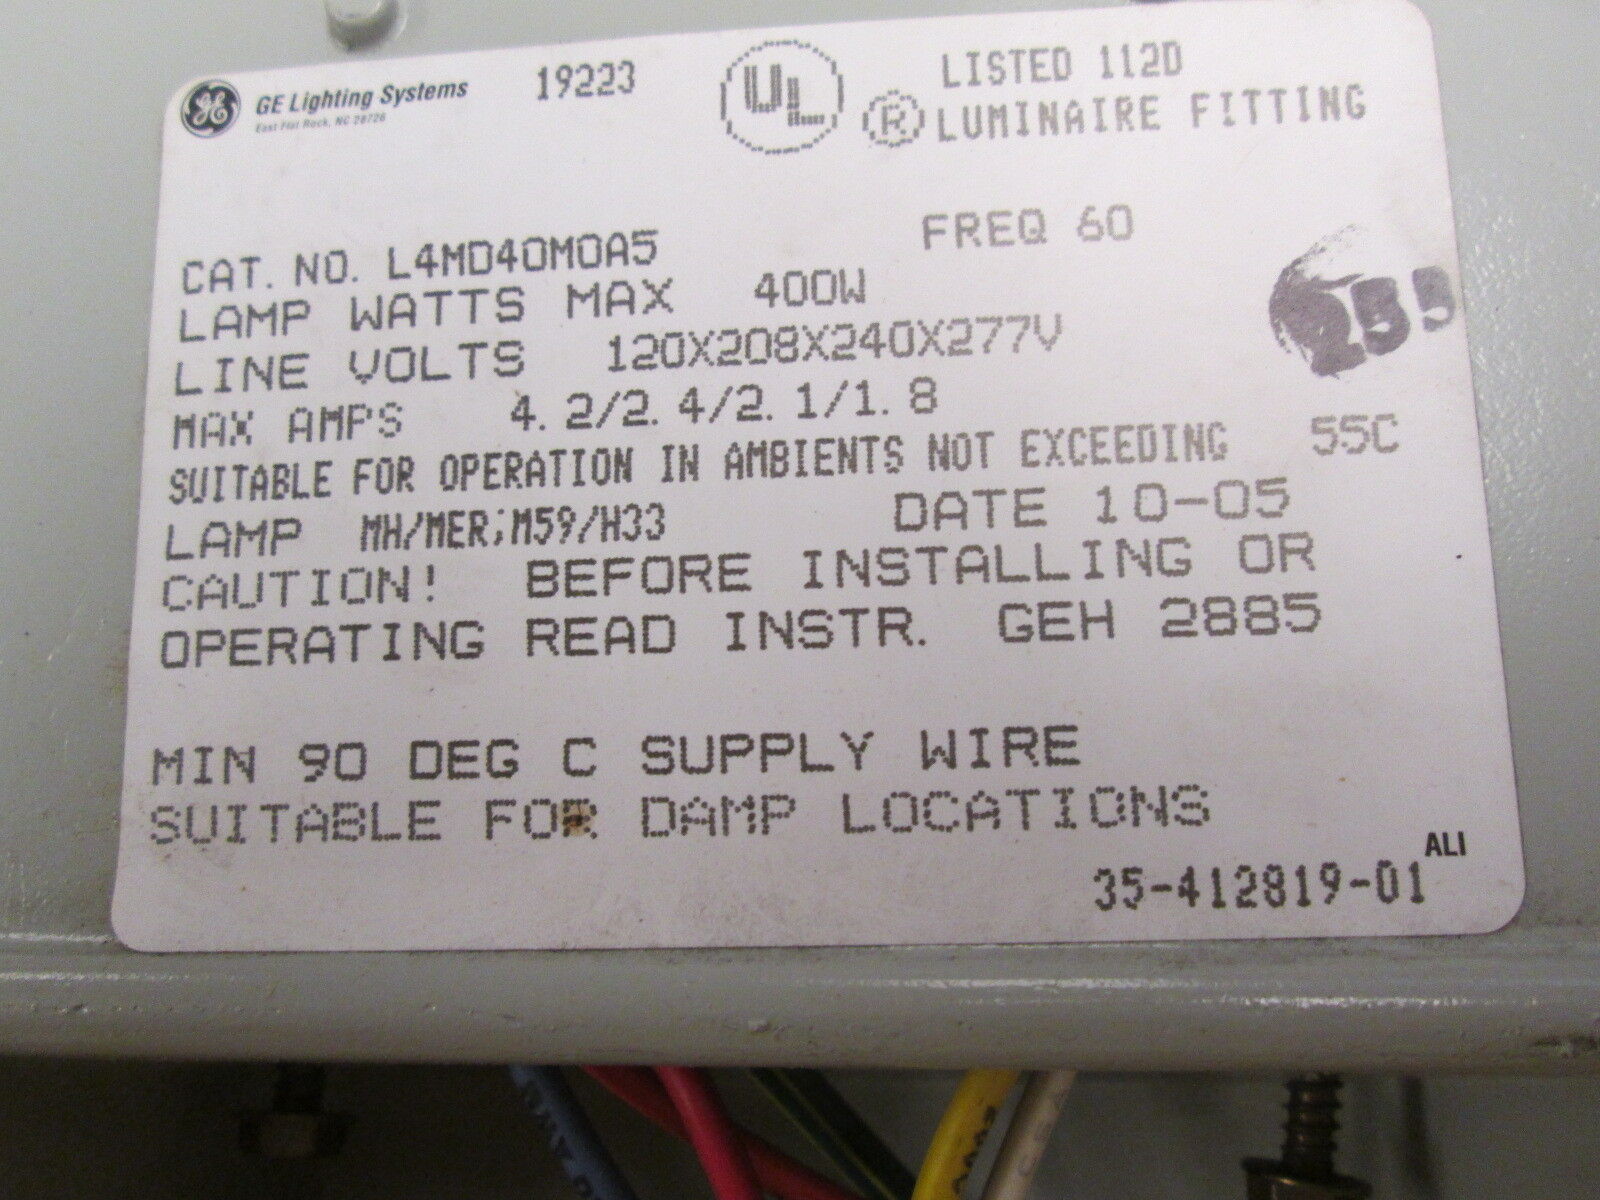 GE GE Lighting Systems 19223 UL LISTED 112D
East Flat Rock, NC 28726 ® LUMINAIRE FITTING
CAT. NO. L4MD40M0A5 FREQ 60
LAMP WATTS MAX 400W
LINE VOLTS 120X208X240X277V
MAX AMPS 4.2/2.4/2.1/1.8
SUITABLE FOR OPERATION IN AMBIENTS NOT EXCEEDING 55C
LAMP MH/MER;M59/H33 DATE 10-05
CAUTION! BEFORE INSTALLING OR
OPERATING READ INSTR. GEH 2885
MIN 90 DEG C SUPPLY WIRE
SUITABLE FOR DAMP LOCATIONS
ALI
35-412819-01